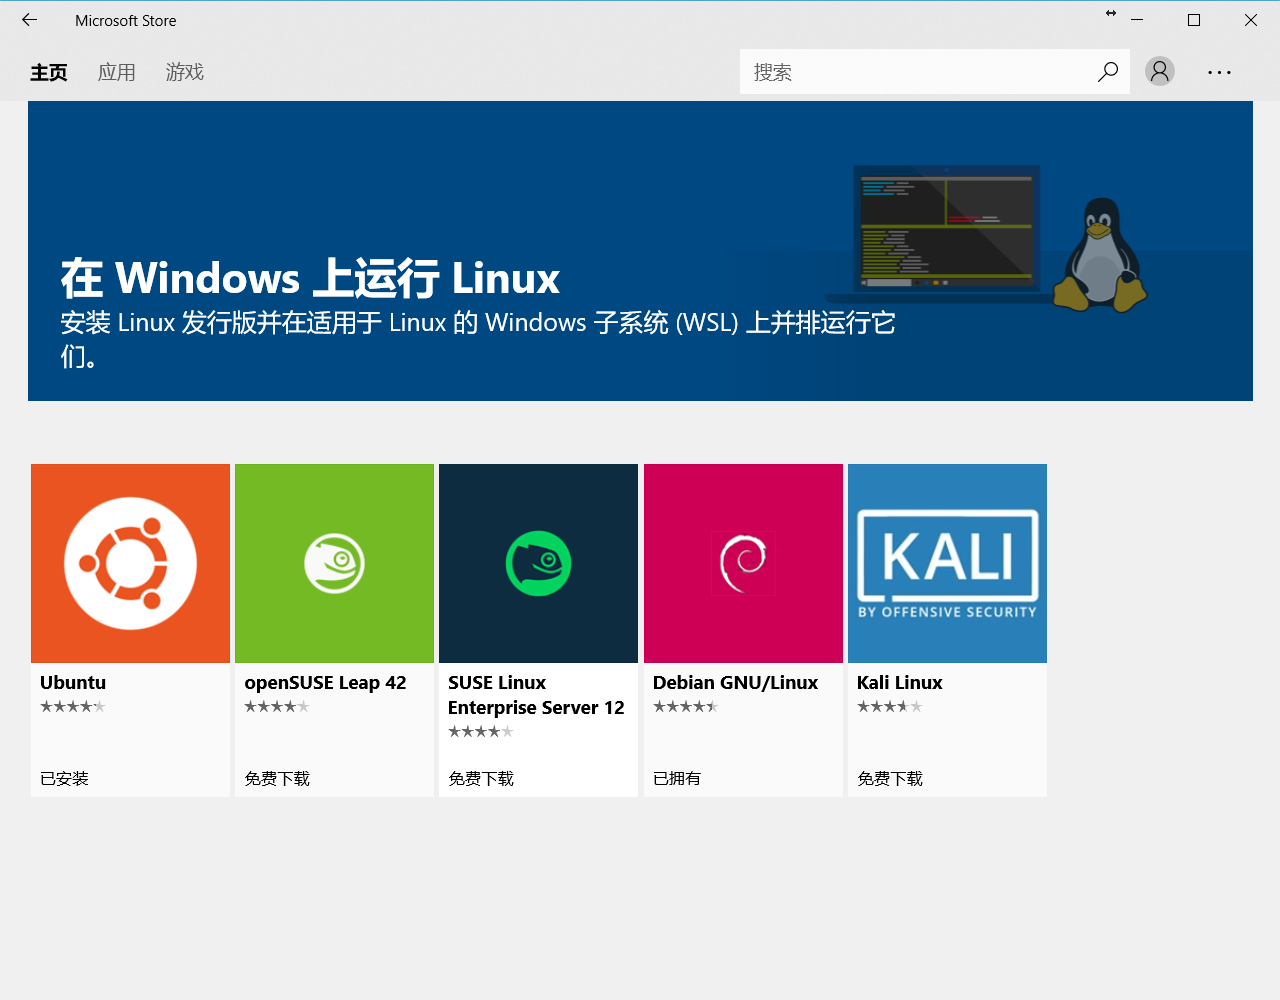 Microsoft Store
主页 应用 游戏 搜索
在 Windows 上运行 Linux
安装 Linux 发行版并在适用于 Linux 的 Windows 子系统 (WSL) 上并排运行它
们。
KALI
BY OFFENSIVE SECURITY
Ubuntu
已安装
openSUSE Leap 42
免费下载
SUSE Linux
Enterprise Server 12
免费下载
Debian GNU/Linux
已拥有
Kali Linux
免费下载